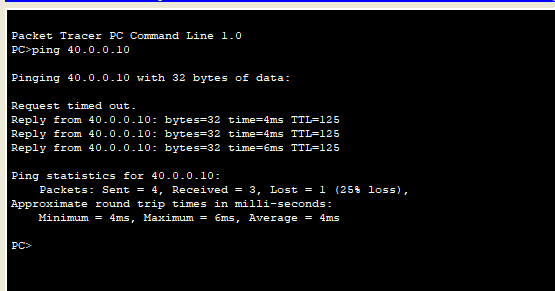 Packet Tracer PC Command Line 1.0
PC>ping 40.0.0.10
Pinging 40.0.0.10 with 32 bytes of data:
Request timed out.
Reply from 40.0.0.10: bytes=32 time=4ms TTL=125
Reply from 40.0.0.10: bytes=32 time=4ms TTL=125
Reply from 40.0.0.10: bytes=32 time=6ms TTL=125
Ping statistics for 40.0.0.10:
Packets: Sent = 4, Received = 3, Lost = 1 (25% loss),
Approximate round trip times in milli-seconds:
Minimum = 4ms, Maximum = 6ms, Average = 4ms
PC>